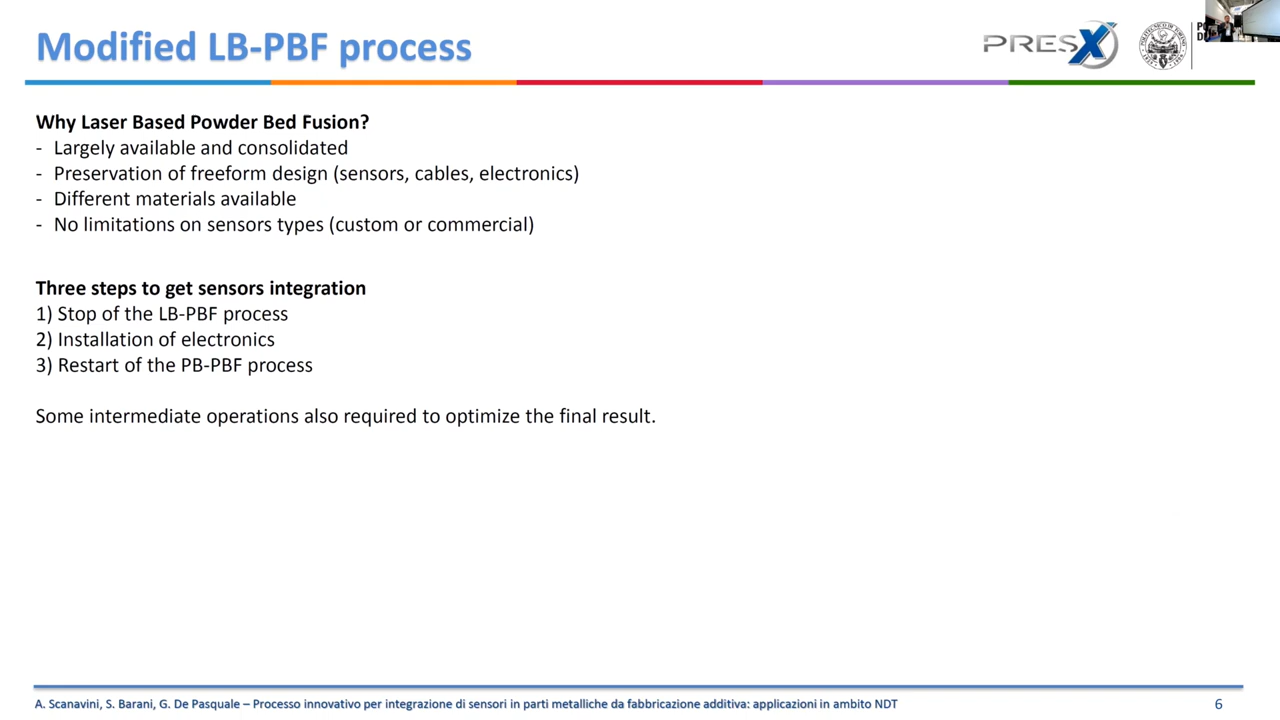 Modified LB-PBF process
PRESX
Why Laser Based Powder Bed Fusion?
- Largely available and consolidated
- Preservation of freeform design (sensors, cables, electronics)
- Different materials available
- No limitations on sensors types (custom or commercial)
Three steps to get sensors integration
1) Stop of the LB-PBF process
2) Installation of electronics
3) Restart of the PB-PBF process
Some intermediate operations also required to optimize the final result.
A. Scanavini, S. Barani, G. De Pasquale – Processo innovativo per integrazione di sensori in parti metalliche da fabbricazione additiva: applicazioni in ambito NDT
6